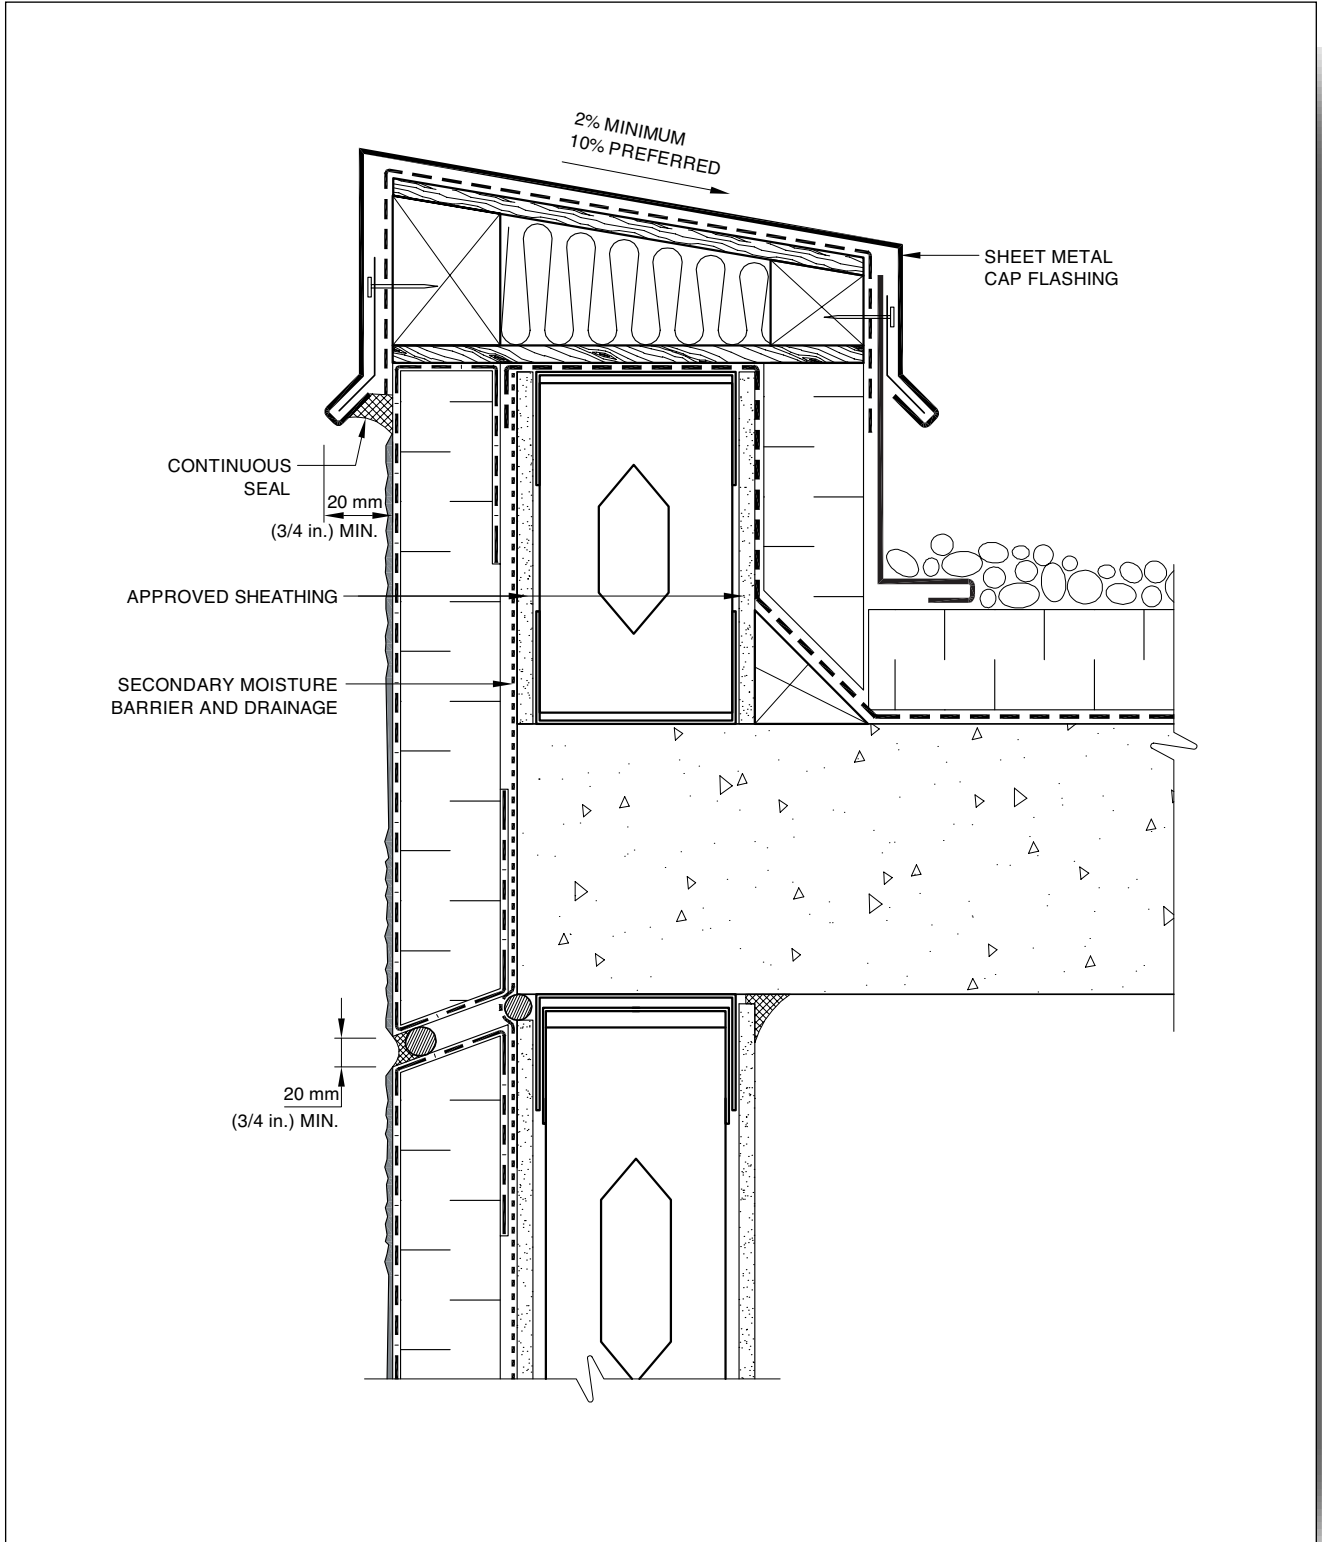 2% MINIMUM
10% PREFERRED
SHEET METAL
CAP FLASHING
CONTINUOUS
SEAL
20 mm
(3/4 in.) MIN.
APPROVED SHEATHING
SECONDARY MOISTURE
BARRIER AND DRAINAGE
20 mm
(3/4 in.) MIN.